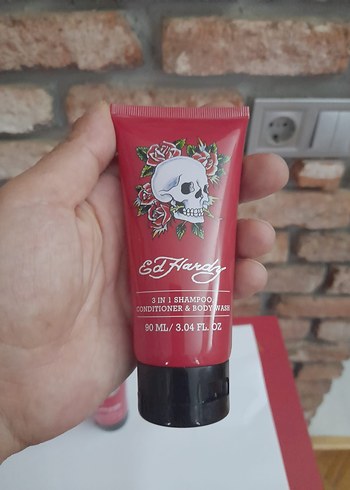 Ed Hardy
3 IN 1 SHAMPOO
CONDITIONER & BODY WASH
90 ML/ 3.04 FL. OZ